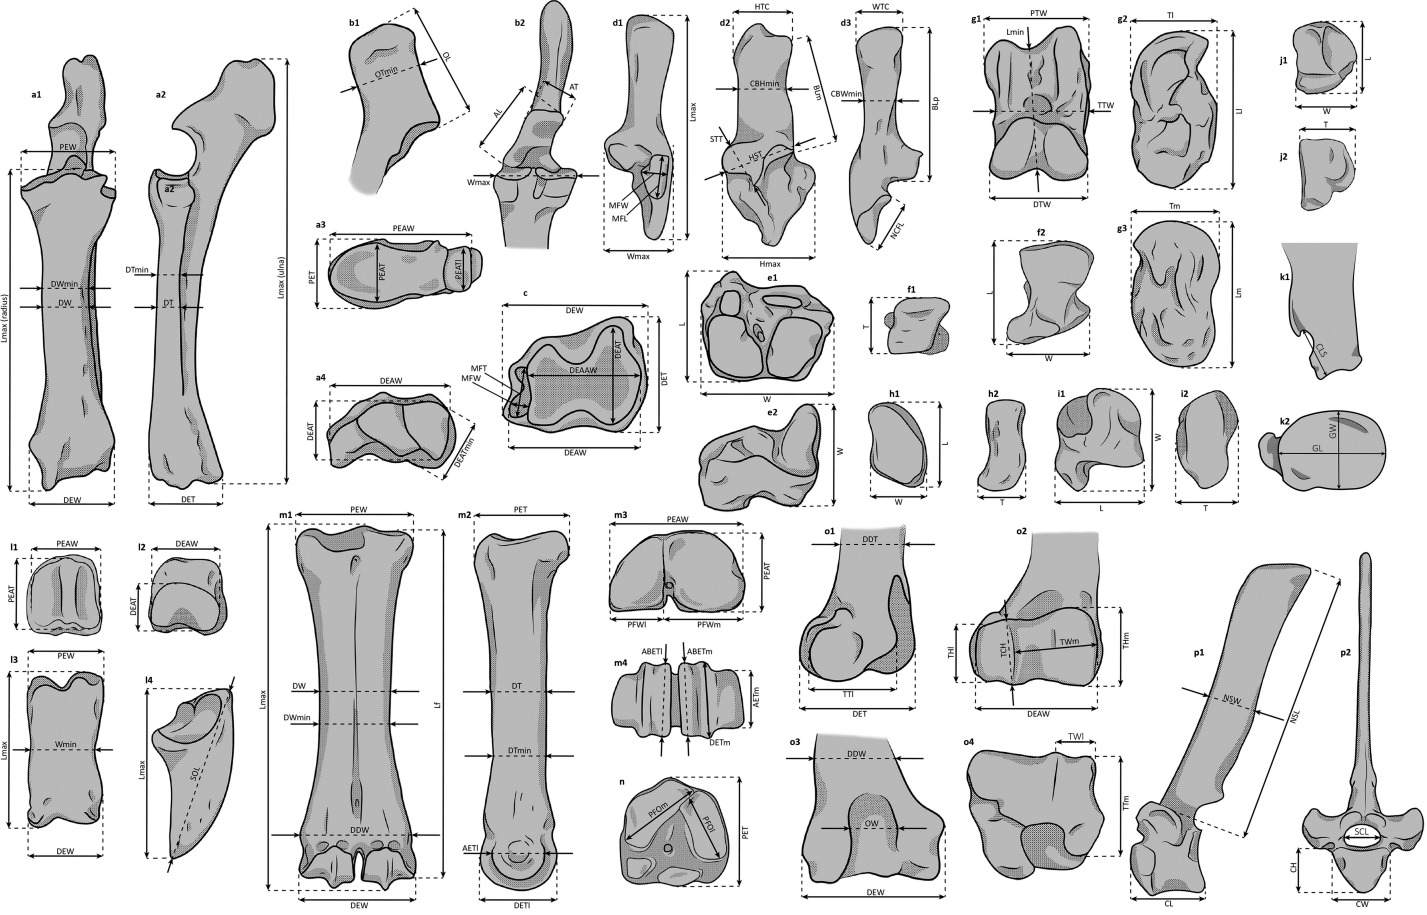 a1
PEW
Lmax (radius)
DWmin
DW
DEW
a2
a2
DTmin
DT
Lmax (ulna)
DET
b1
OL
OTmin
b2
AL
AT
Wmax
d1
Lmax
MFW
MFL
Wmax
d2
HTC
CBHmin
BLm
STT
HST
Hmax
d3
WTC
CBWmin
BLp
NCFL
g1
PTW
Lmin
TTW
DTW
g2
Tl
Ll
j1
L
W
j2
T
a3
PEAW
PET
PEAT
PEATl
a4
DEAW
DEAT
DEATmin
c
DEW
MFT
MFW
DEAAW
DEAT
DET
DEAW
e1
L
W
e2
W
f1
T
f2
L
W
g3
Tm
Lm
k1
CLS
h1
L
W
h2
T
i1
W
L
i2
T
k2
GW
GL
l1
PEAW
PEAT
l2
DEAW
DEAT
l3
PEW
Lmax
Wmin
DEW
l4
Lmax
SOL
m1
PEW
Lmax
Lf
DW
DWmin
DDW
DEW
m2
PET
DT
DTmin
AETl
DETl
m3
PEAW
PEAT
PFWl
PFWm
m4
ABETl
ABETm
AETm
DETm
n
PFOm
PFOl
PET
o1
DDT
TTl
DET
o2
THl
TCH
TWm
THm
DEAW
o3
DDW
OW
DEW
o4
TWl
TTm
p1
NSW
NSL
CL
p2
SCL
CH
CW